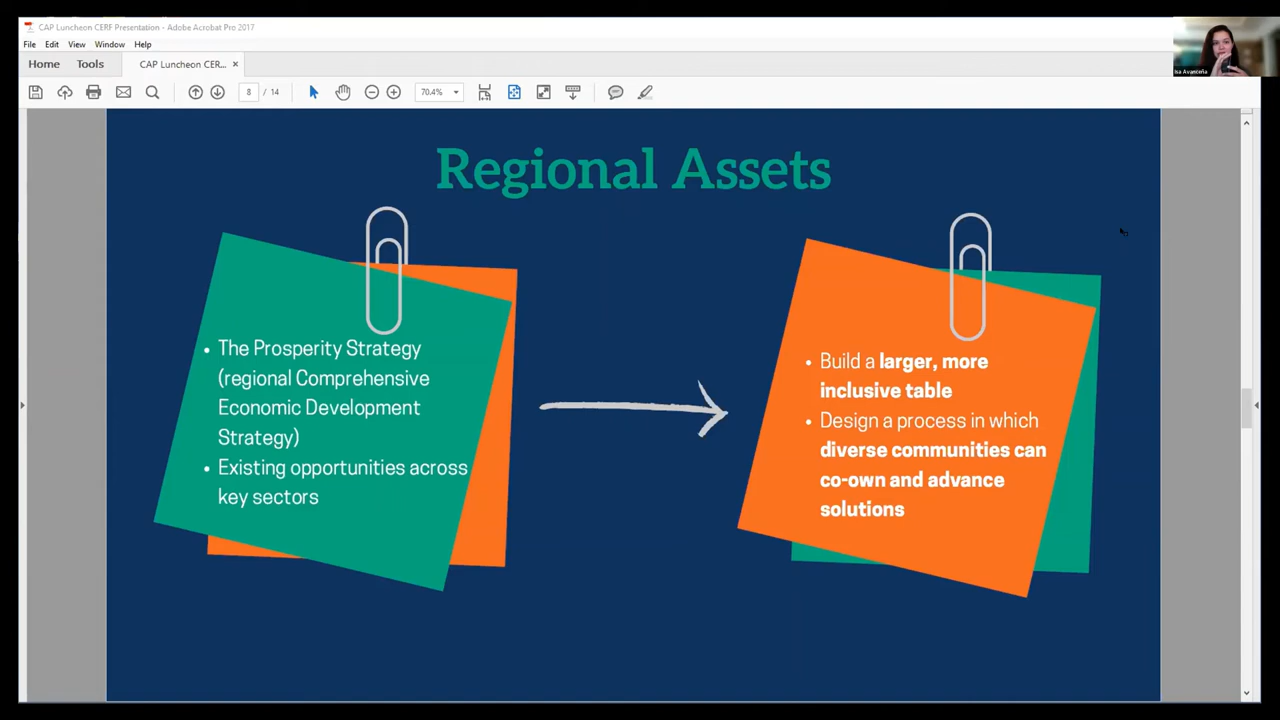 CAP Luncheon CERF Presentation - Adobe Acrobat Pro 2017
File Edit View Window Help
Home Tools CAP Luncheon CER... ×
8 / 14 70.4%
Isa Avanceña
Regional Assets
• The Prosperity Strategy
(regional Comprehensive
Economic Development
Strategy)
• Existing opportunities across
key sectors
• Build a larger, more
inclusive table
• Design a process in which
diverse communities can
co-own and advance
solutions